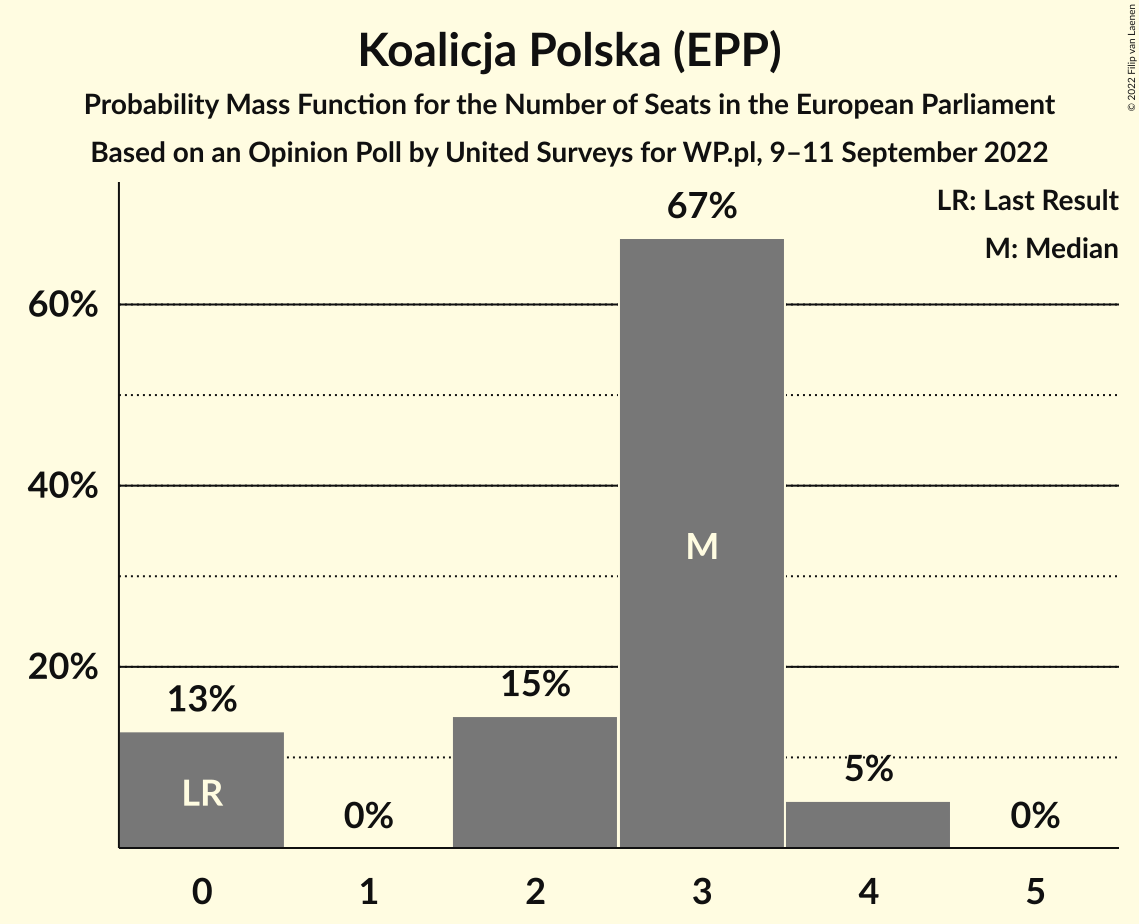 Koalicja Polska (EPP)
Probability Mass Function for the Number of Seats in the European Parliament
Based on an Opinion Poll by United Surveys for WP.pl, 9–11 September 2022
© 2022 Filip van Laenen
LR: Last Result
M: Median
67%
60%
40%
M
20%
15%
13%
5%
LR
0%
0%
0 1 2 3 4 5